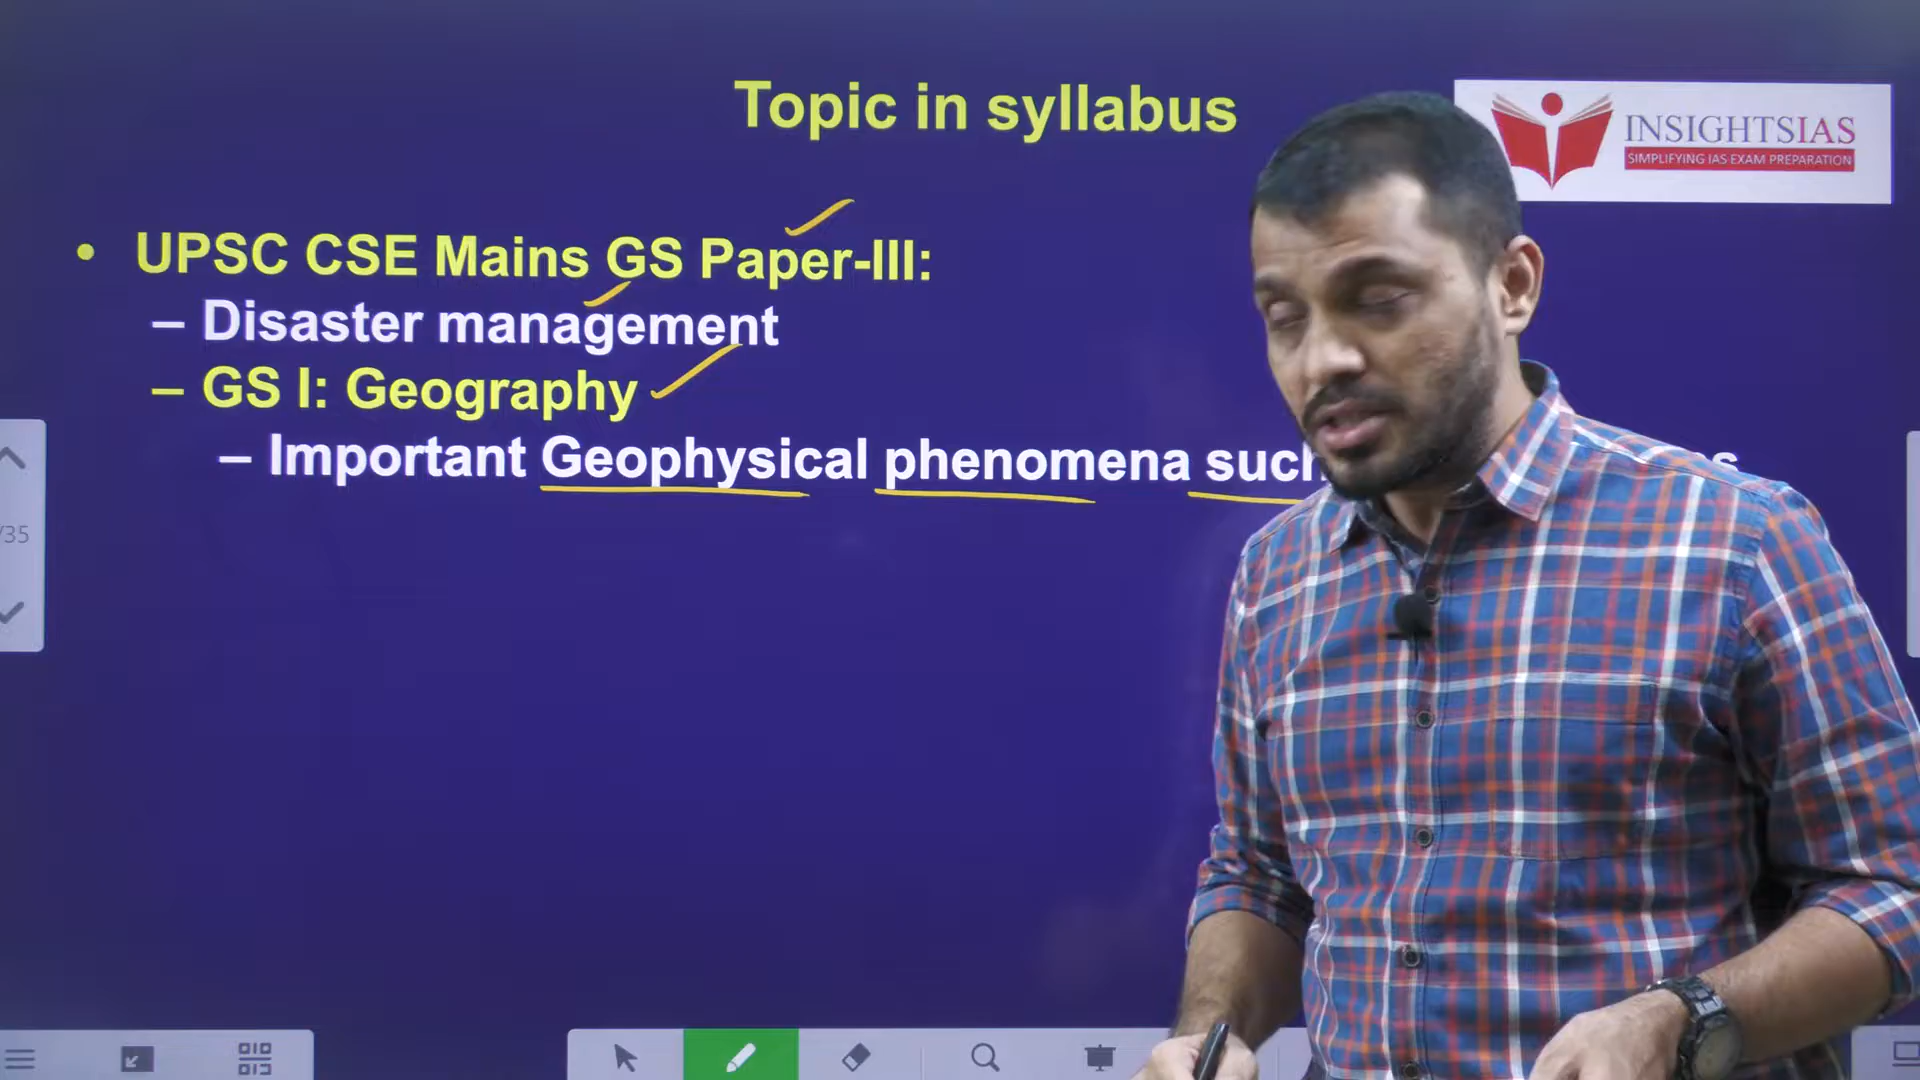 Topic in syllabus
INSIGHTSIAS
SIMPLIFYING IAS EXAM PREPARATION
• UPSC CSE Mains GS Paper-III:
– Disaster management
– GS I: Geography
– Important Geophysical phenomena such
/35